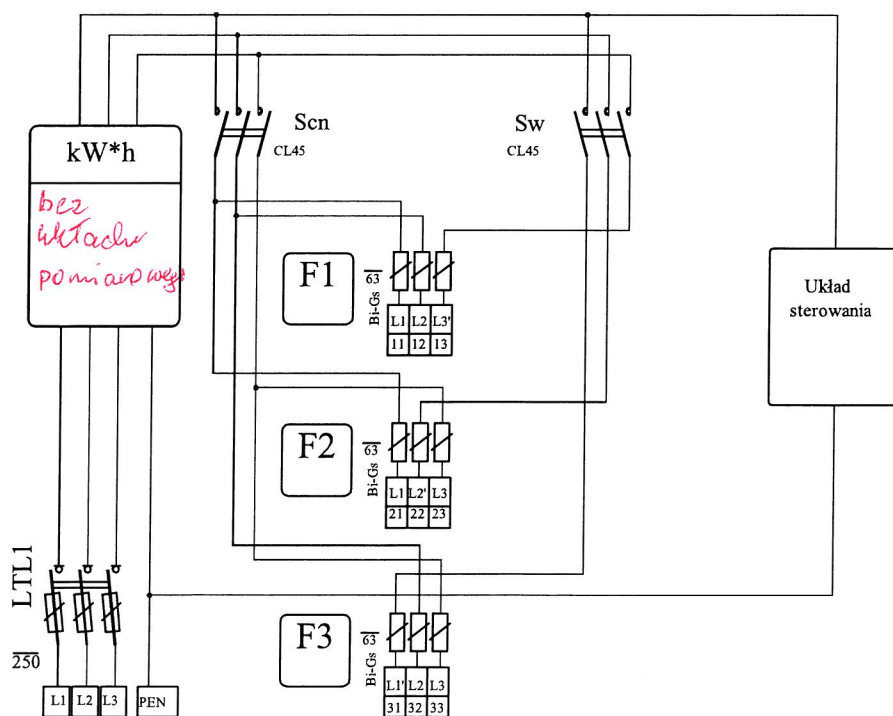 kW*h
bez
układu
pomiarowego
Scn
CL45
Sw
CL45
F1
63
Bi-Gs
L1 L2 L3'
11 12 13
Układ
sterowania
F2
63
Bi-Gs
L1 L2' L3
21 22 23
F3
63
Bi-Gs
L1' L2 L3
31 32 33
LTL1
250
L1 L2 L3 PEN